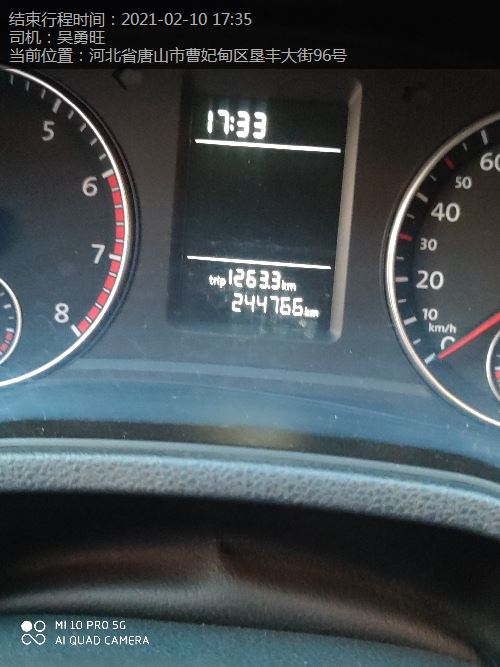 结束行程时间：2021-02-10 17:35
司机：吴勇旺
当前位置：河北省唐山市曹妃甸区垦丰大街96号
17:33
5
6
7
8
60
50
40
30
20
10
km/h
trip 1263.3 km
244766 km
MI 10 PRO 5G
AI QUAD CAMERA